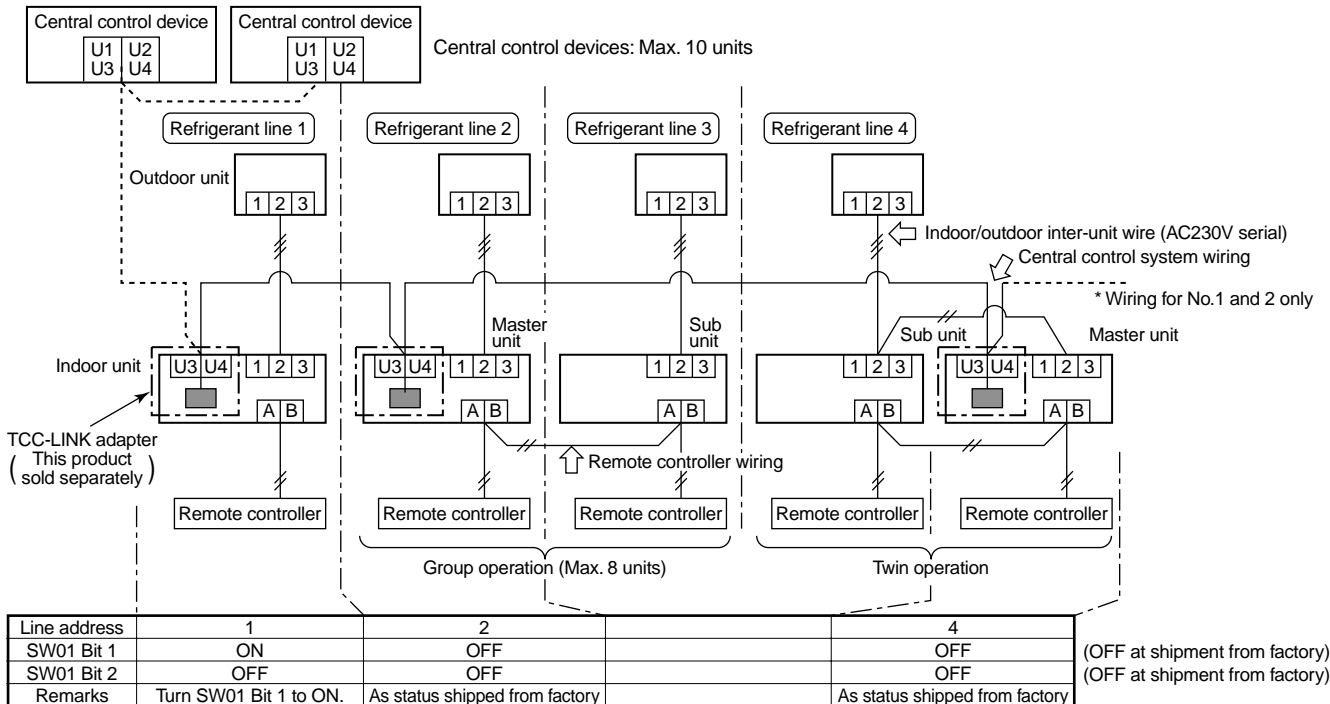 Central control device
U1 U2
U3 U4
Central control device
U1 U2
U3 U4
Central control devices: Max. 10 units
Refrigerant line 1
Refrigerant line 2
Refrigerant line 3
Refrigerant line 4
Outdoor unit
1 2 3
1 2 3
1 2 3
1 2 3
Indoor/outdoor inter-unit wire (AC230V serial)
Central control system wiring
* Wiring for No.1 and 2 only
Master
unit
Sub
unit
Sub unit
Master unit
Indoor unit
U3 U4 1 2 3
U3 U4 1 2 3
1 2 3
1 2 3
U3 U4 1 2 3
A B
A B
A B
A B
A B
TCC-LINK adapter
( This product
sold separately )
Remote controller wiring
Remote controller
Remote controller
Remote controller
Remote controller
Remote controller
Group operation (Max. 8 units)
Twin operation
Line address 1 2 4
SW01 Bit 1 ON OFF OFF (OFF at shipment from factory)
SW01 Bit 2 OFF OFF OFF (OFF at shipment from factory)
Remarks Turn SW01 Bit 1 to ON. As status shipped from factory As status shipped from factory